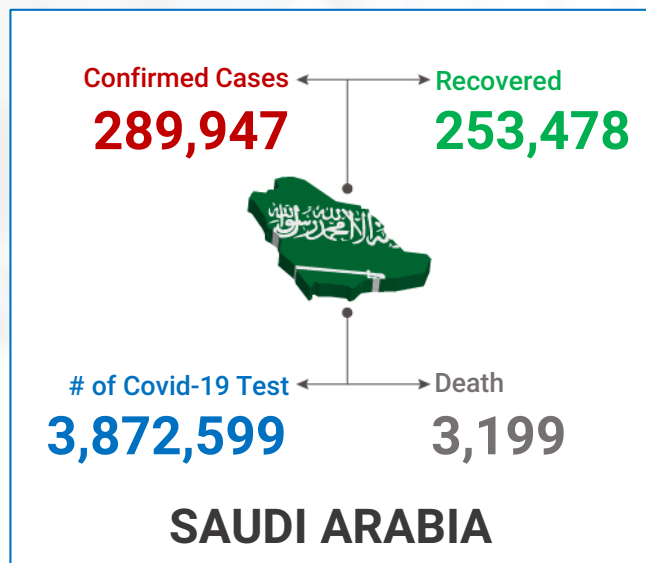 Confirmed Cases
289,947
Recovered
253,478
# of Covid-19 Test
3,872,599
Death
3,199
SAUDI ARABIA